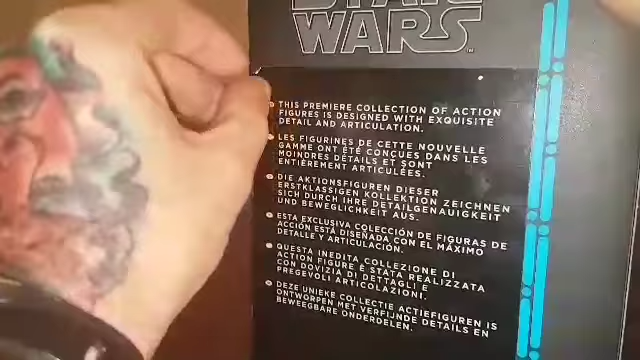 STAR
WARS
THIS PREMIERE COLLECTION OF ACTION
FIGURES IS DESIGNED WITH EXQUISITE
DETAIL AND ARTICULATION.
LES FIGURINES DE CETTE NOUVELLE
GAMME ONT ÉTÉ CONÇUES DANS LES
MOINDRES DÉTAILS ET SONT
ENTIÈREMENT ARTICULÉES.
DIE AKTIONSFIGUREN DIESER
ERSTKLASSIGEN KOLLEKTION ZEICHNEN
SICH DURCH IHRE DETAILGENAUIGKEIT
UND BEWEGLICHKEIT AUS.
ESTA EXCLUSIVA COLECCIÓN DE FIGURAS DE
ACCIÓN ESTÁ DISEÑADA CON EL MÁXIMO
DETALLE Y ARTICULACIÓN.
QUESTA INEDITA COLLEZIONE DI
ACTION FIGURE È STATA REALIZZATA
CON DOVIZIA DI DETTAGLI E
PREGEVOLI ARTICOLAZIONI.
DEZE UNIEKE COLLECTIE ACTIEFIGUREN IS
ONTWORPEN MET VERFIJNDE DETAILS EN
BEWEEGBARE ONDERDELEN.